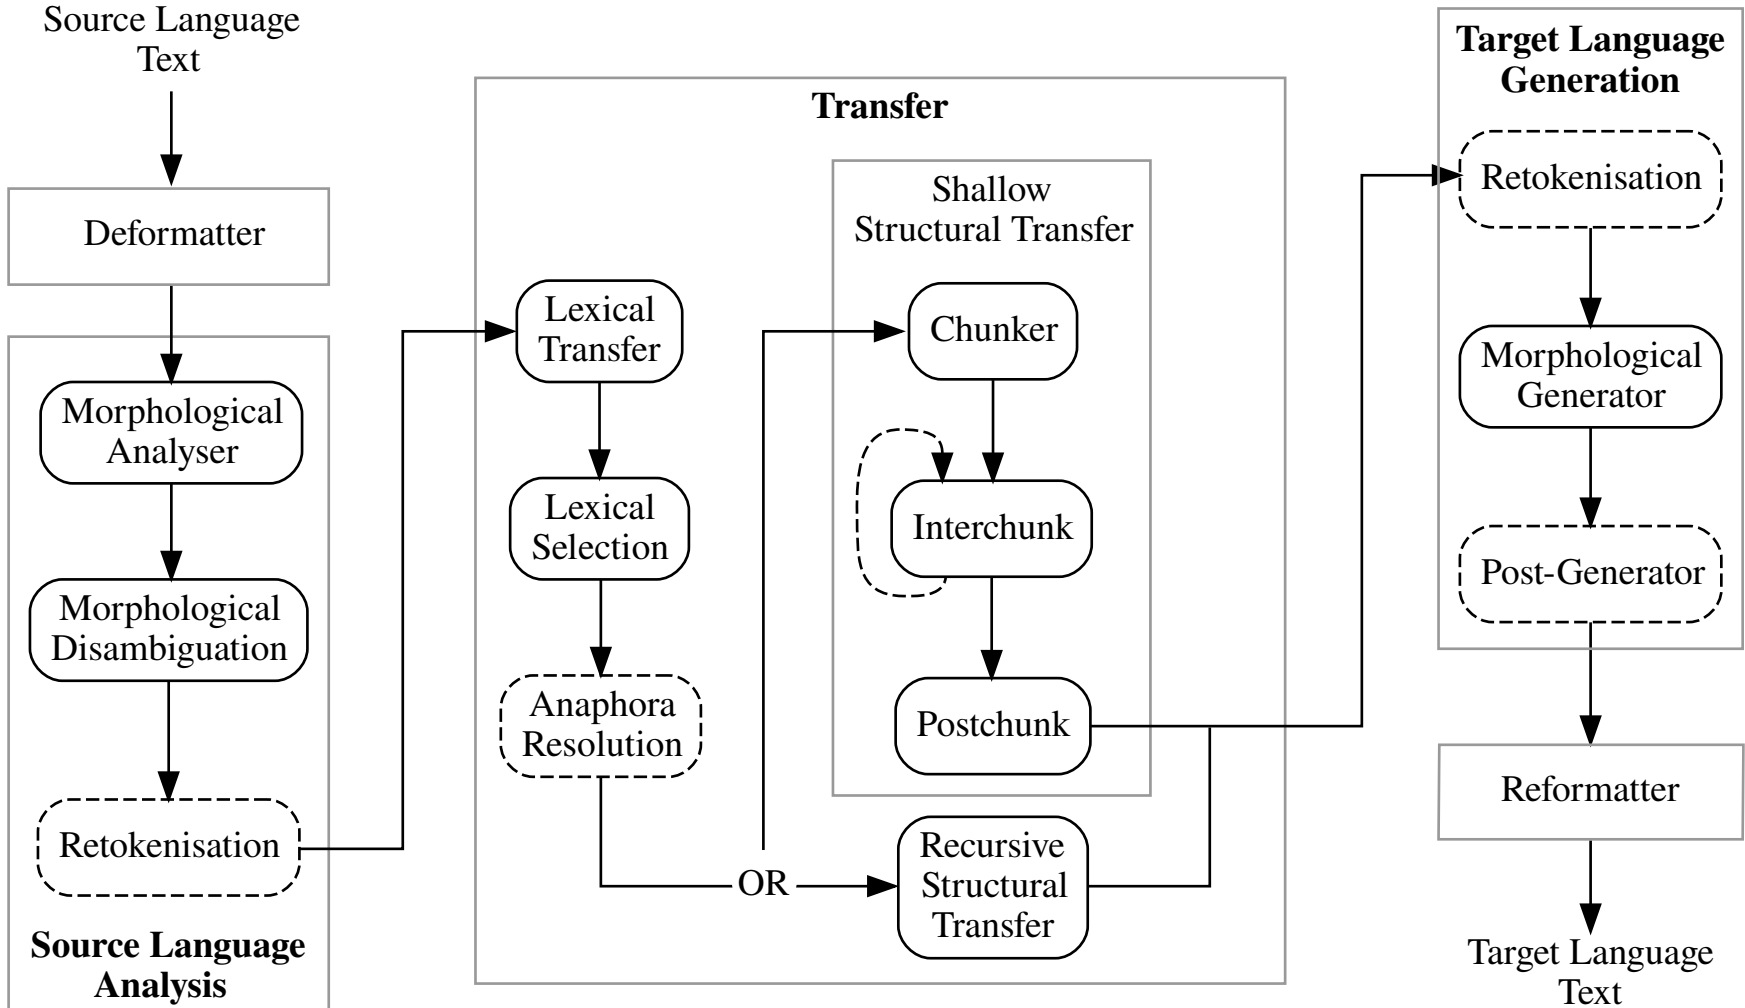 Source Language
Text
Deformatter
Morphological
Analyser
Morphological
Disambiguation
Retokenisation
Source Language
Analysis
Transfer
Lexical
Transfer
Lexical
Selection
Anaphora
Resolution
OR
Shallow
Structural Transfer
Chunker
Interchunk
Postchunk
Recursive
Structural
Transfer
Target Language
Generation
Retokenisation
Morphological
Generator
Post-Generator
Reformatter
Target Language
Text